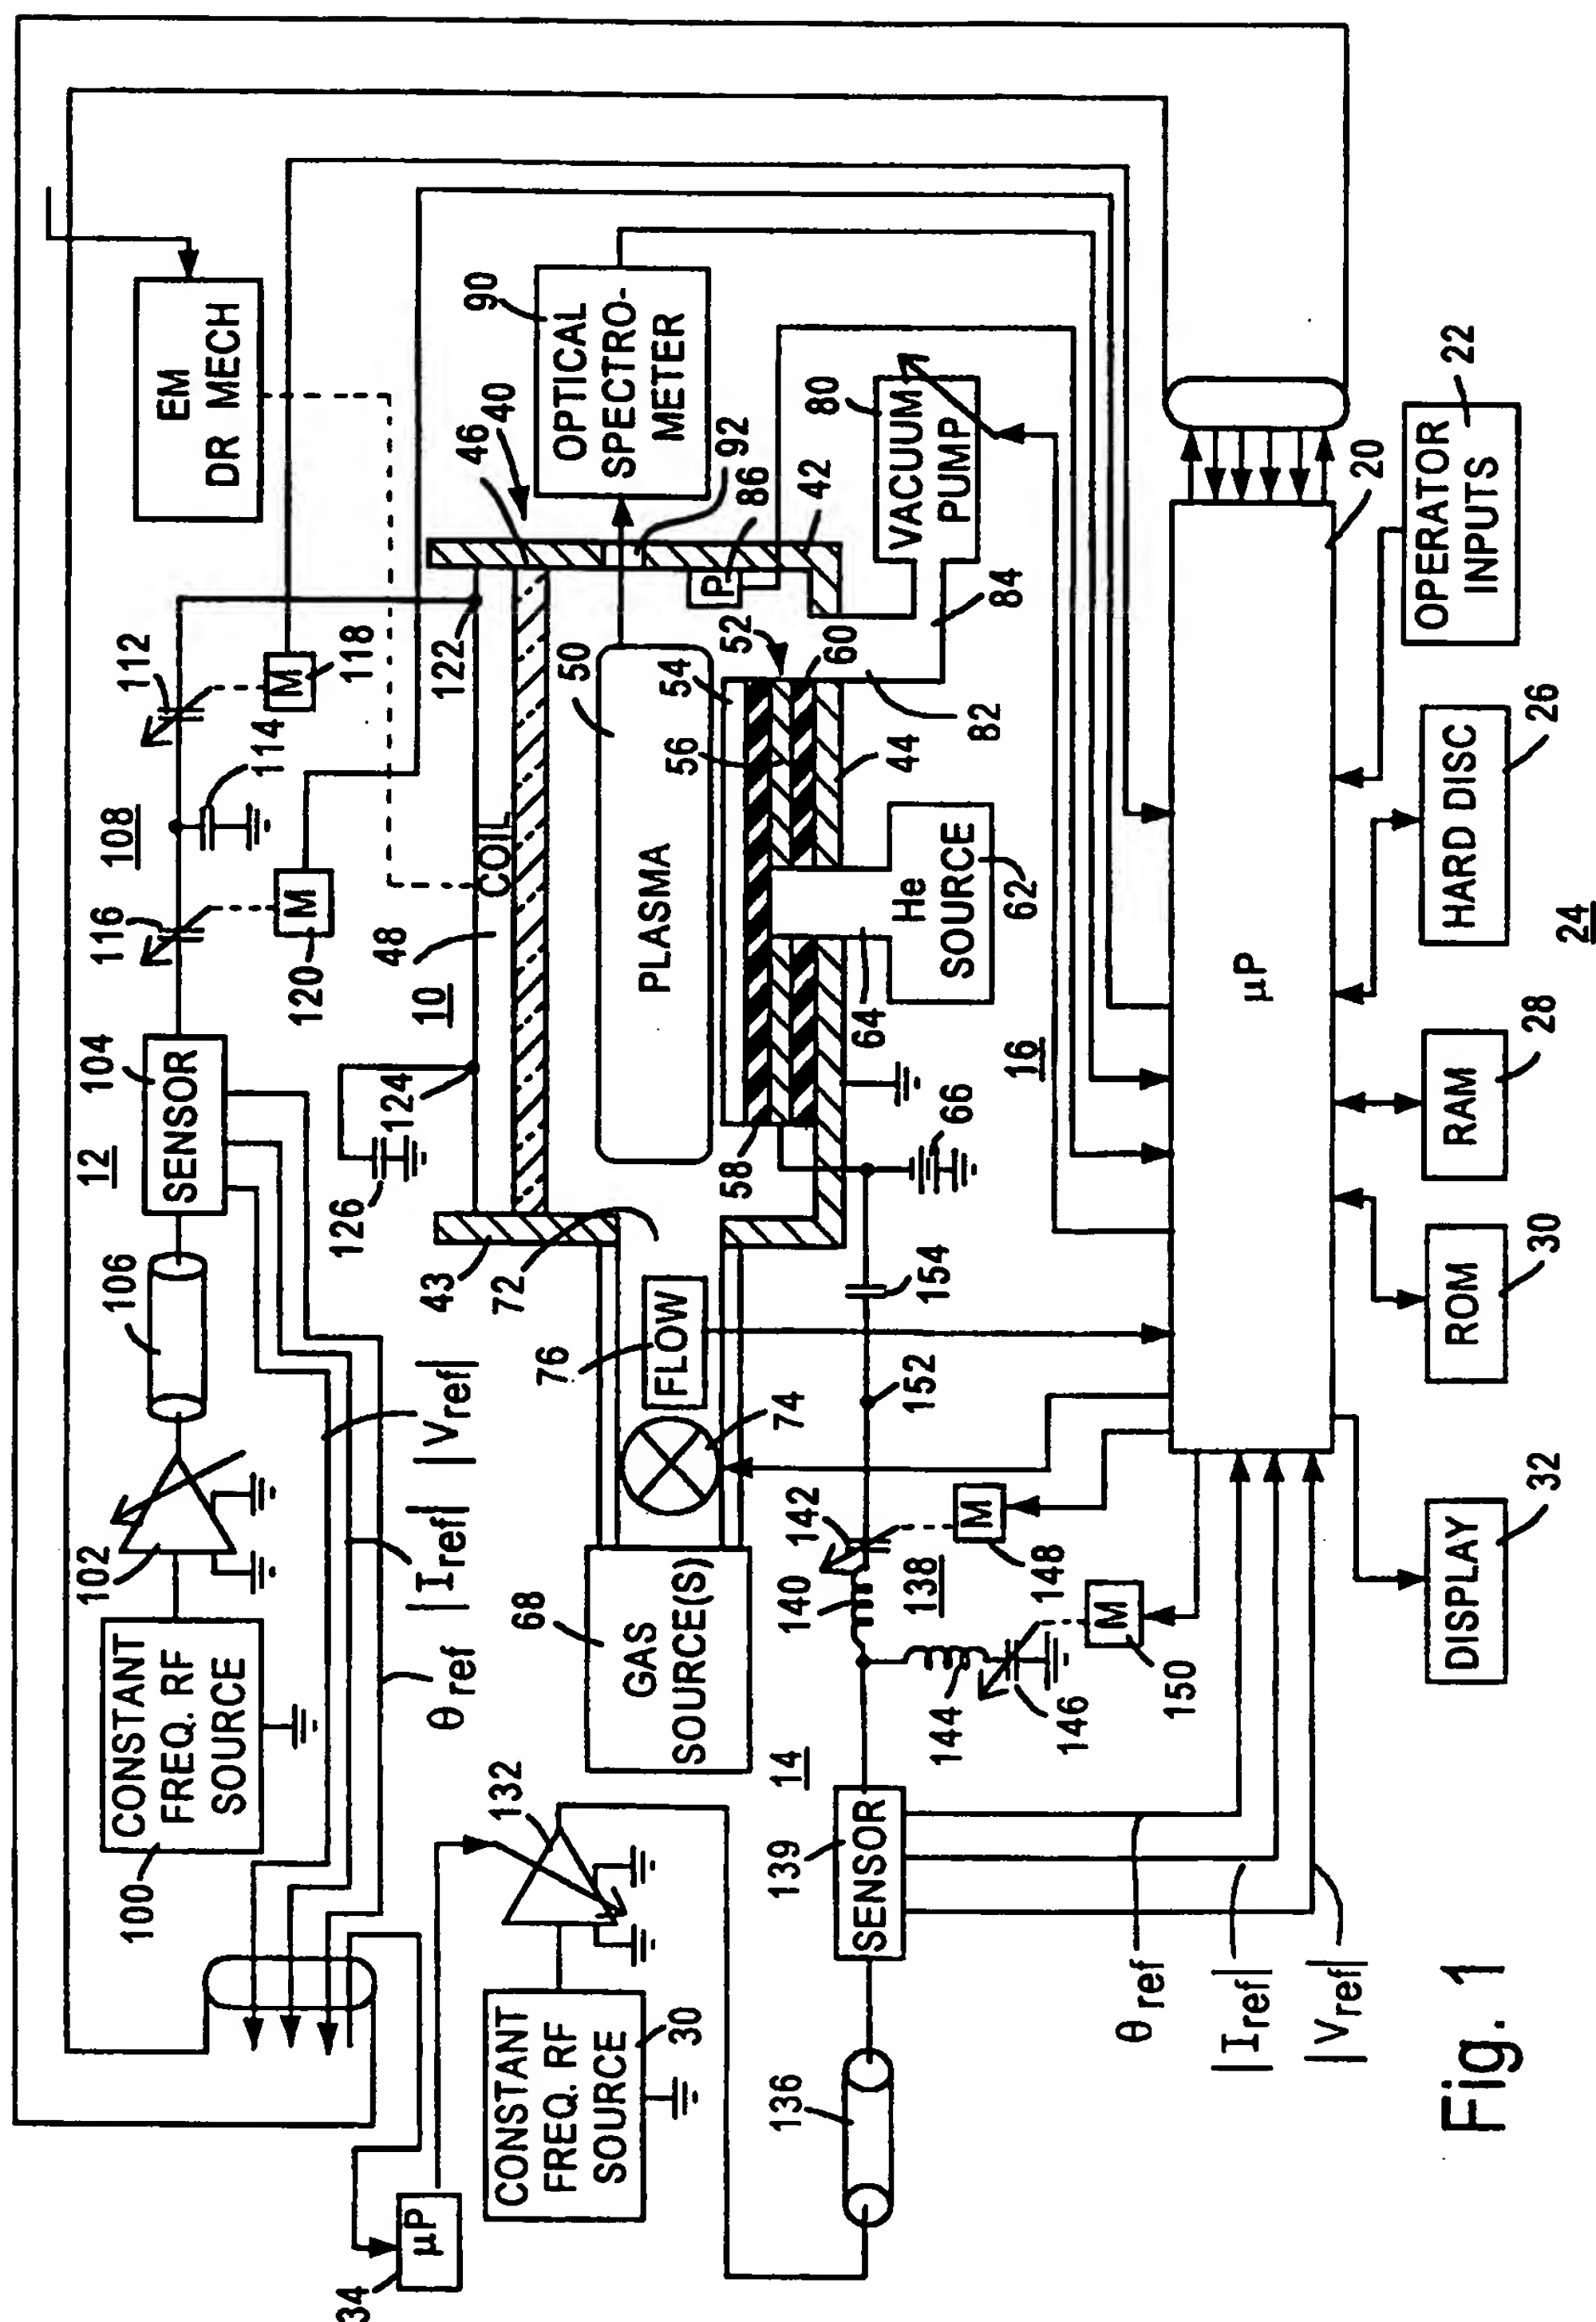 EM
DR MECH
112
M
118
114
108
116
M
120
122
12
104
SENSOR
106
102
CONSTANT
FREQ. RF
SOURCE
100
|Vref|
|Iref|
θref
126
124
10
48
COIL
46
40
90
OPTICAL
SPECTRO-
METER
92
86
P
42
50
PLASMA
52
54
56
60
58
44
82
84
80
VACUUM
PUMP
He
SOURCE
62
64
66
16
43
72
76
FLOW
74
68
GAS
SOURCE(S)
154
152
142
140
138
M
148
144
146
M
150
14
139
SENSOR
θref
|Iref|
|Vref|
132
CONSTANT
FREQ. RF
SOURCE
30
136
34
μP
μP
20
OPERATOR
INPUTS
22
HARD DISC
26
24
RAM
28
ROM
30
DISPLAY
32
Fig. 1